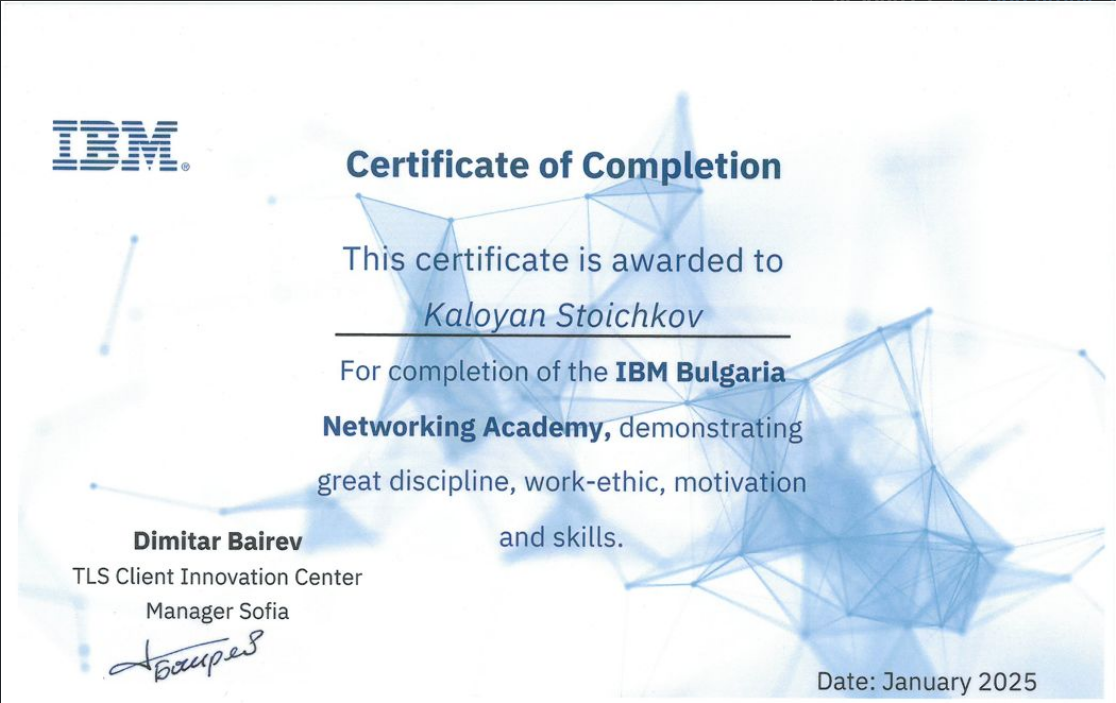 IBM®
Certificate of Completion
This certificate is awarded to
Kaloyan Stoichkov
For completion of the IBM Bulgaria
Networking Academy, demonstrating
great discipline, work-ethic, motivation
and skills.
Dimitar Bairev
TLS Client Innovation Center
Manager Sofia
Баирев
Date: January 2025